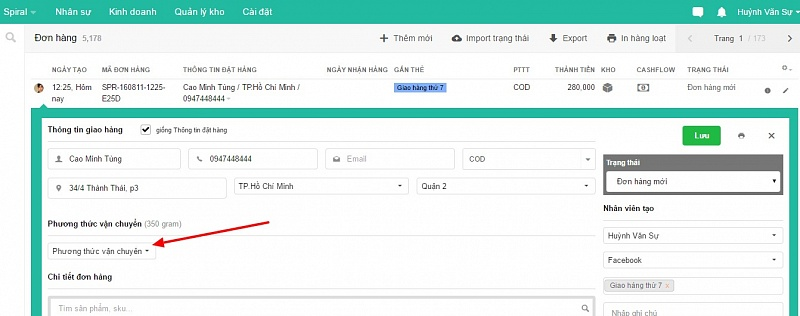 Spiral Nhân sự Kinh doanh Quản lý kho Cài đặt Huỳnh Văn Sự
Đơn hàng 5,178 Thêm mới Import trạng thái Export In hàng loạt Trang 1 / 173
NGÀY TẠO MÃ ĐƠN HÀNG THÔNG TIN ĐẶT HÀNG NGÀY NHẬN HÀNG GẮN THẺ PTTT THÀNH TIỀN KHO CASHFLOW TRẠNG THÁI
12:25, Hôm nay SPR-160811-1225-E25D Cao Minh Tùng / TP.Hồ Chí Minh / 0947448444 Giao hàng thứ 7 COD 280,000 Đơn hàng mới
Thông tin giao hàng giống Thông tin đặt hàng Lưu
Cao Minh Tùng 0947448444 Email COD
Trạng thái
34/4 Thành Thái, p3 TP.Hồ Chí Minh Quận 2
Đơn hàng mới
Phương thức vận chuyển (350 gram)
Nhân viên tạo
Huỳnh Văn Sự
Phương thức vận chuyển
Facebook
Chi tiết đơn hàng
Giao hàng thứ 7 x
Tìm sản phẩm, sku...
Nhập ghi chú